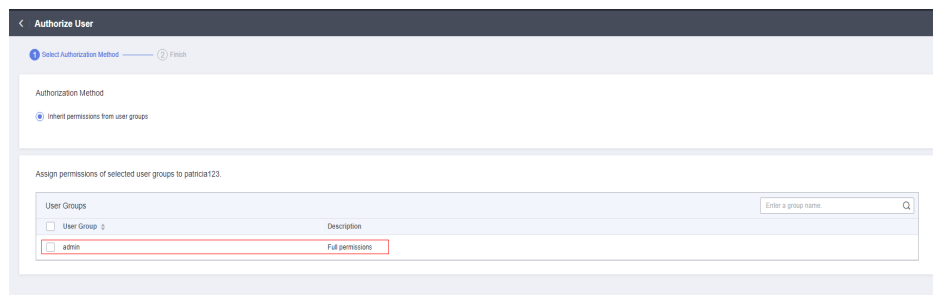 Authorize User
1 Select Authorization Method 2 Finish
Authorization Method
Inherit permissions from user groups
Assign permissions of selected user groups to patricia123.
User Groups Enter a group name.
User Group Description
admin Full permissions